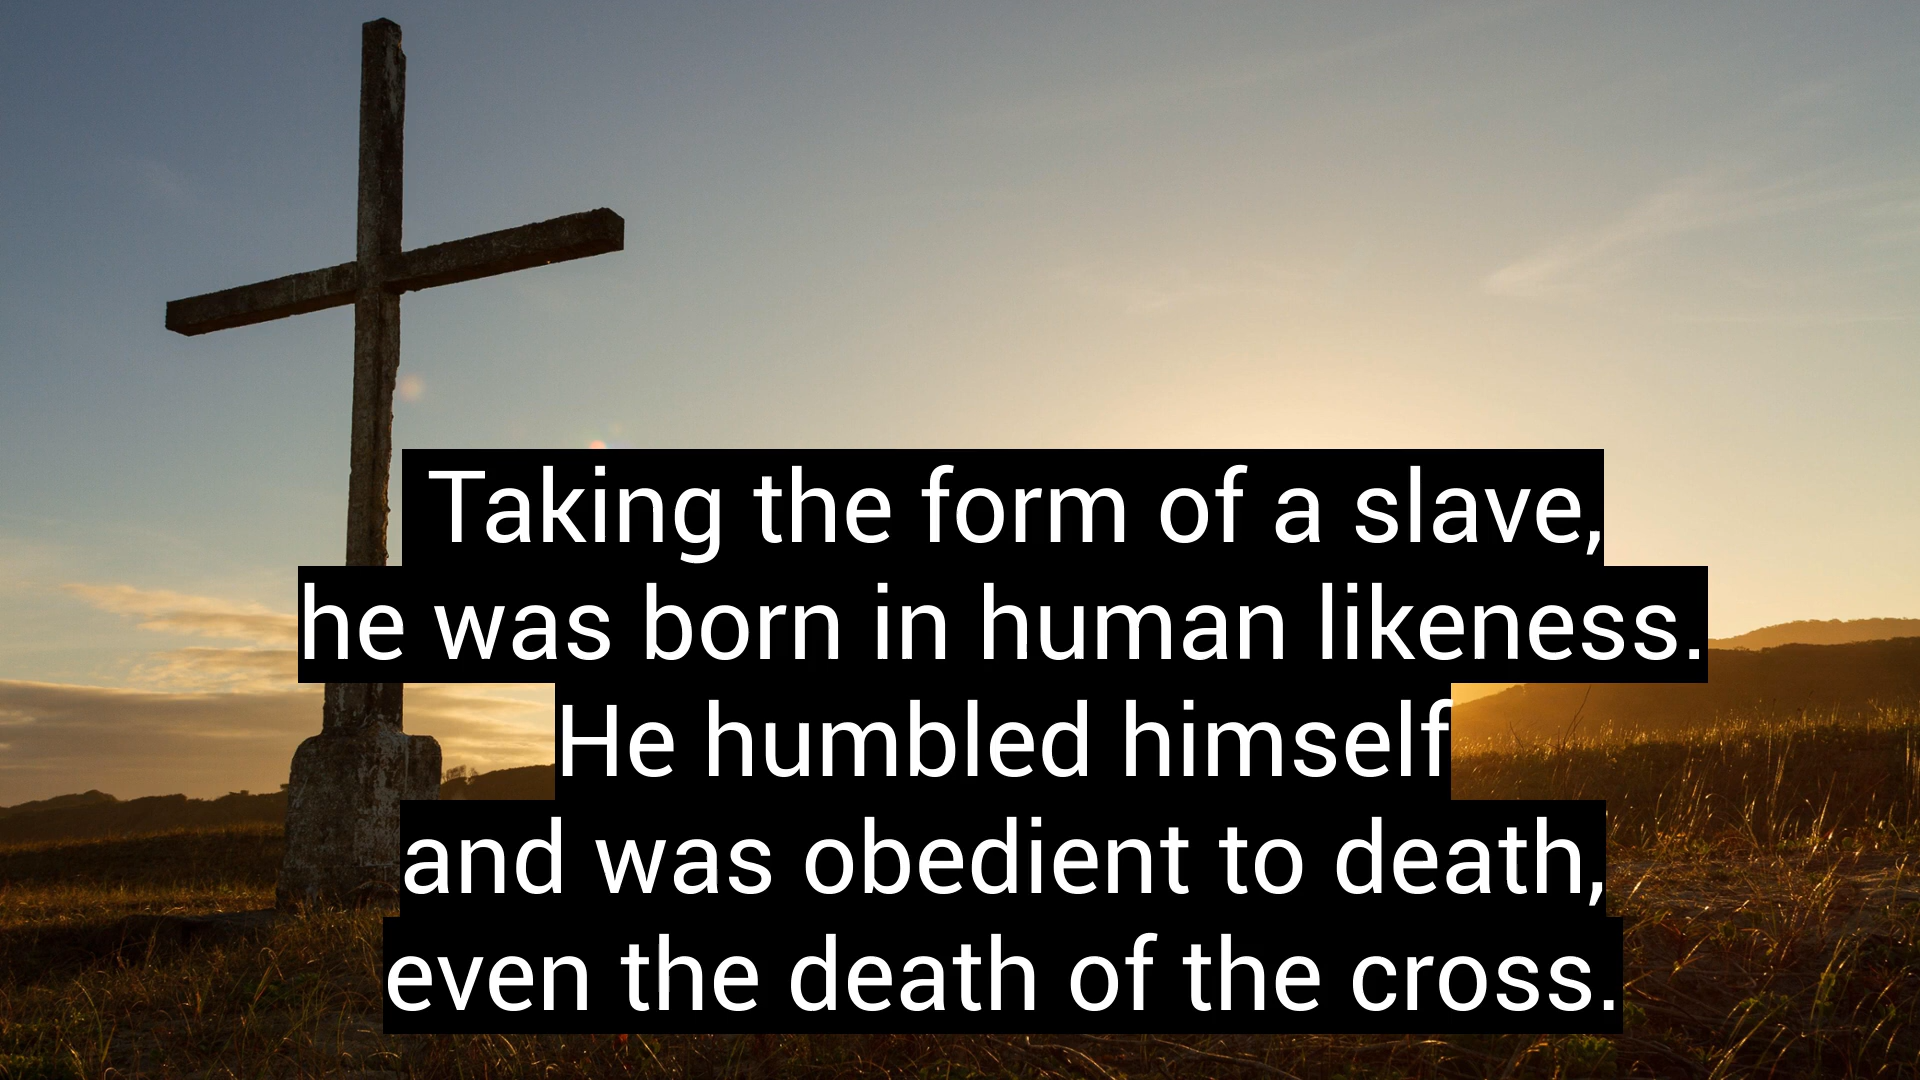 Taking the form of a slave,
he was born in human likeness.
He humbled himself
and was obedient to death,
even the death of the cross.